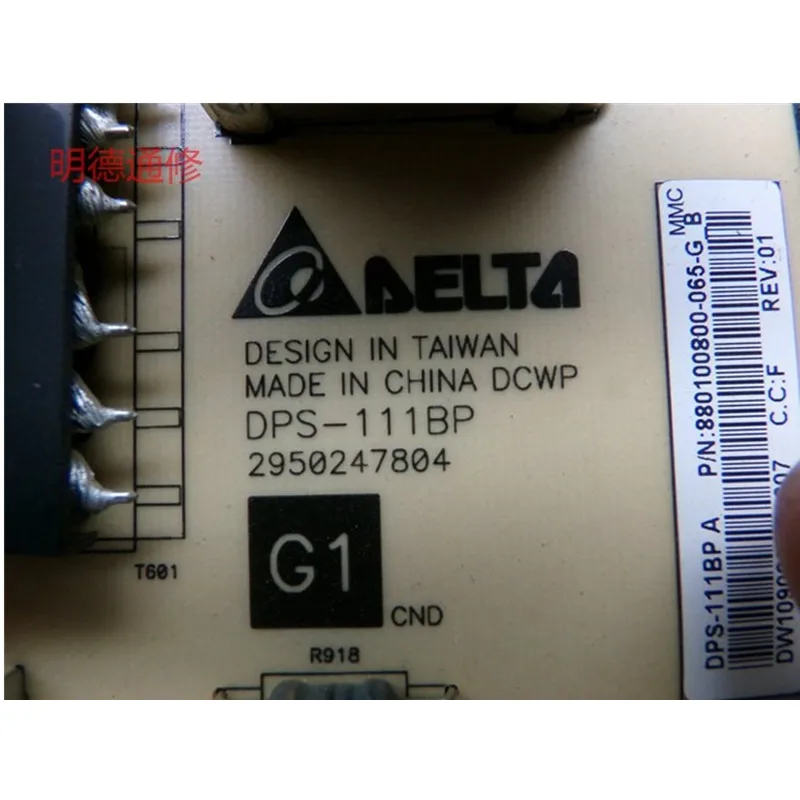 明德通修
DELTA
DESIGN IN TAIWAN
MADE IN CHINA DCWP
DPS-111BP
2950247804
G1
CND
T601
R918
MMC
DPS-111BP A P/N:880100800-065-G B
C.C:F REV:01